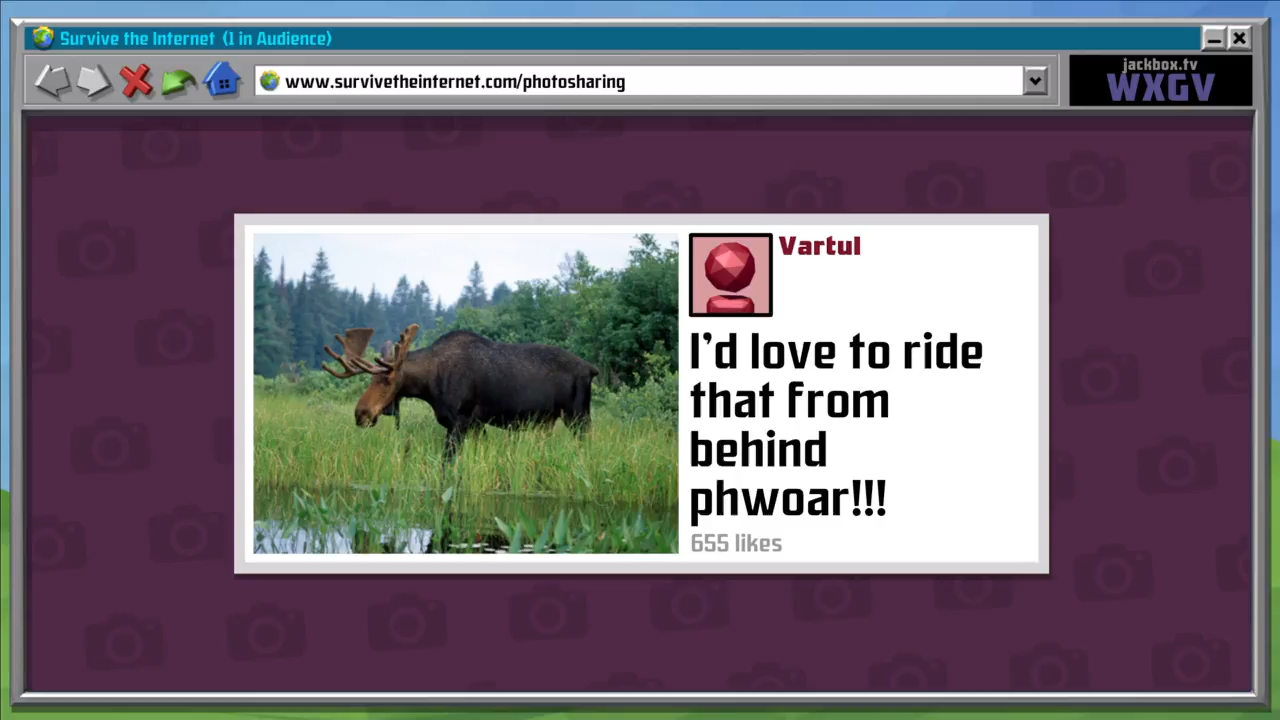 Survive the Internet (1 in Audience)
www.survivetheinternet.com/photosharing
jackbox.tv
WXGV
Vartul
I'd love to ride
that from
behind
phwoar!!!
655 likes